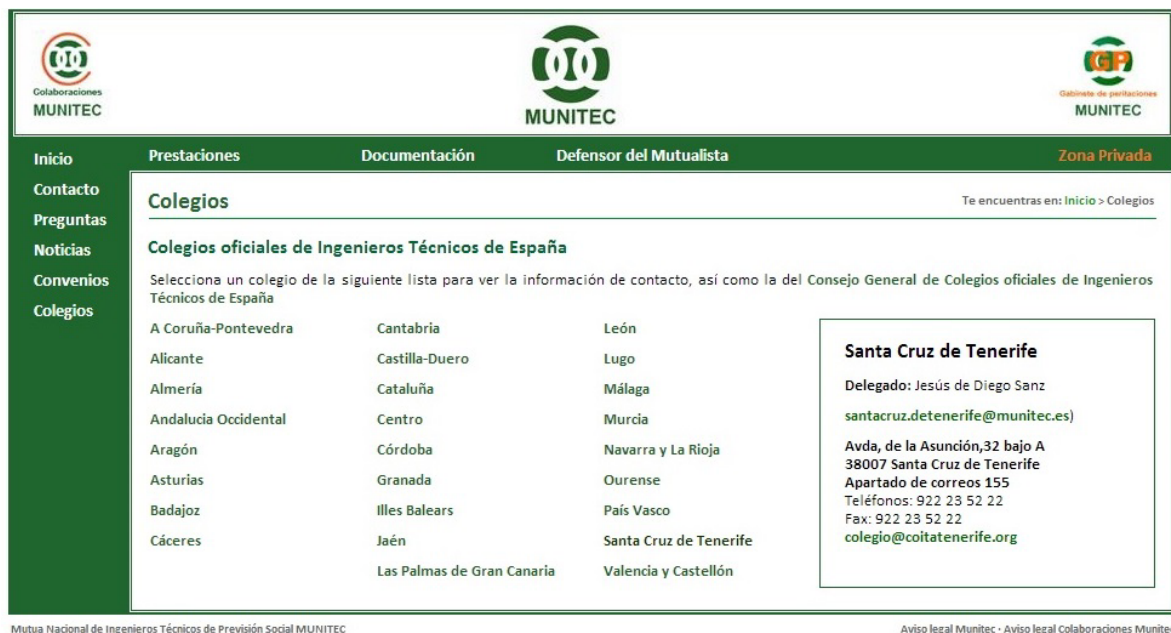 Colaboraciones
MUNITEC
MUNITEC
GP
Gabinete de peritaciones
MUNITEC
Inicio
Contacto
Preguntas
Noticias
Convenios
Colegios
Prestaciones
Documentación
Defensor del Mutualista
Zona Privada
Colegios
Te encuentras en: Inicio > Colegios
Colegios oficiales de Ingenieros Técnicos de España
Selecciona un colegio de la siguiente lista para ver la información de contacto, así como la del Consejo General de Colegios oficiales de Ingenieros
Técnicos de España
A Coruña-Pontevedra
Alicante
Almería
Andalucia Occidental
Aragón
Asturias
Badajoz
Cáceres
Cantabria
Castilla-Duero
Cataluña
Centro
Córdoba
Granada
Illes Balears
Jaén
Las Palmas de Gran Canaria
León
Lugo
Málaga
Murcia
Navarra y La Rioja
Ourense
País Vasco
Santa Cruz de Tenerife
Valencia y Castellón
Santa Cruz de Tenerife
Delegado: Jesús de Diego Sanz
santacruz.detenerife@munitec.es)
Avda, de la Asunción,32 bajo A
38007 Santa Cruz de Tenerife
Apartado de correos 155
Teléfonos: 922 23 52 22
Fax: 922 23 52 22
colegio@coitatenerife.org
Mutua Nacional de Ingenieros Técnicos de Previsión Social MUNITEC
Aviso legal Munitec · Aviso legal Colaboraciones Munitec